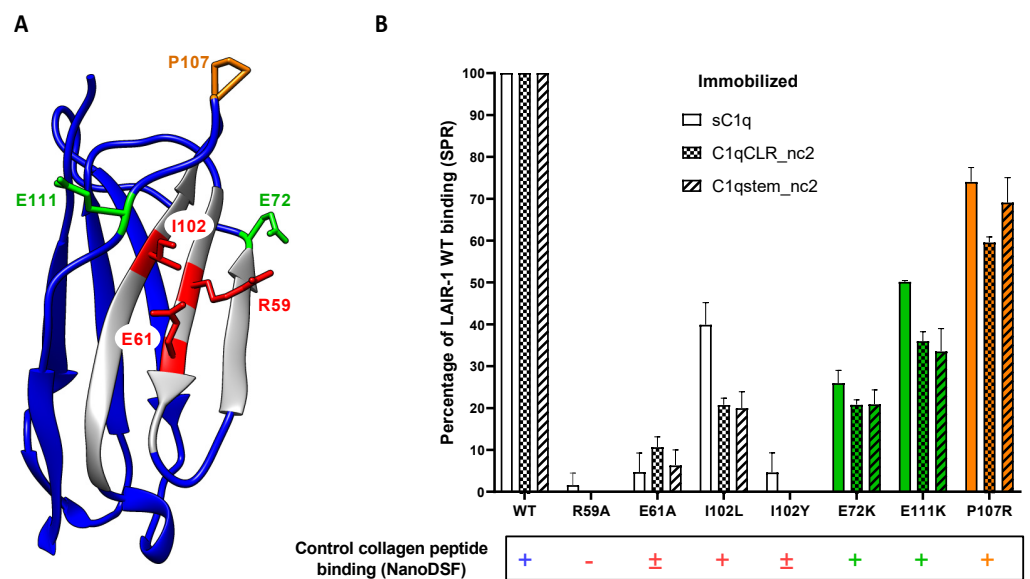 A
P107
E111
E72
I102
R59
E61
B
Percentage of LAIR-1 WT binding (SPR)
100
90
80
70
60
50
40
30
20
10
0
Immobilized
sC1q
C1qCLR_nc2
C1qstem_nc2
WT R59A E61A I102L I102Y E72K E111K P107R
Control collagen peptide
binding (NanoDSF)
+ - ± + ± + + +